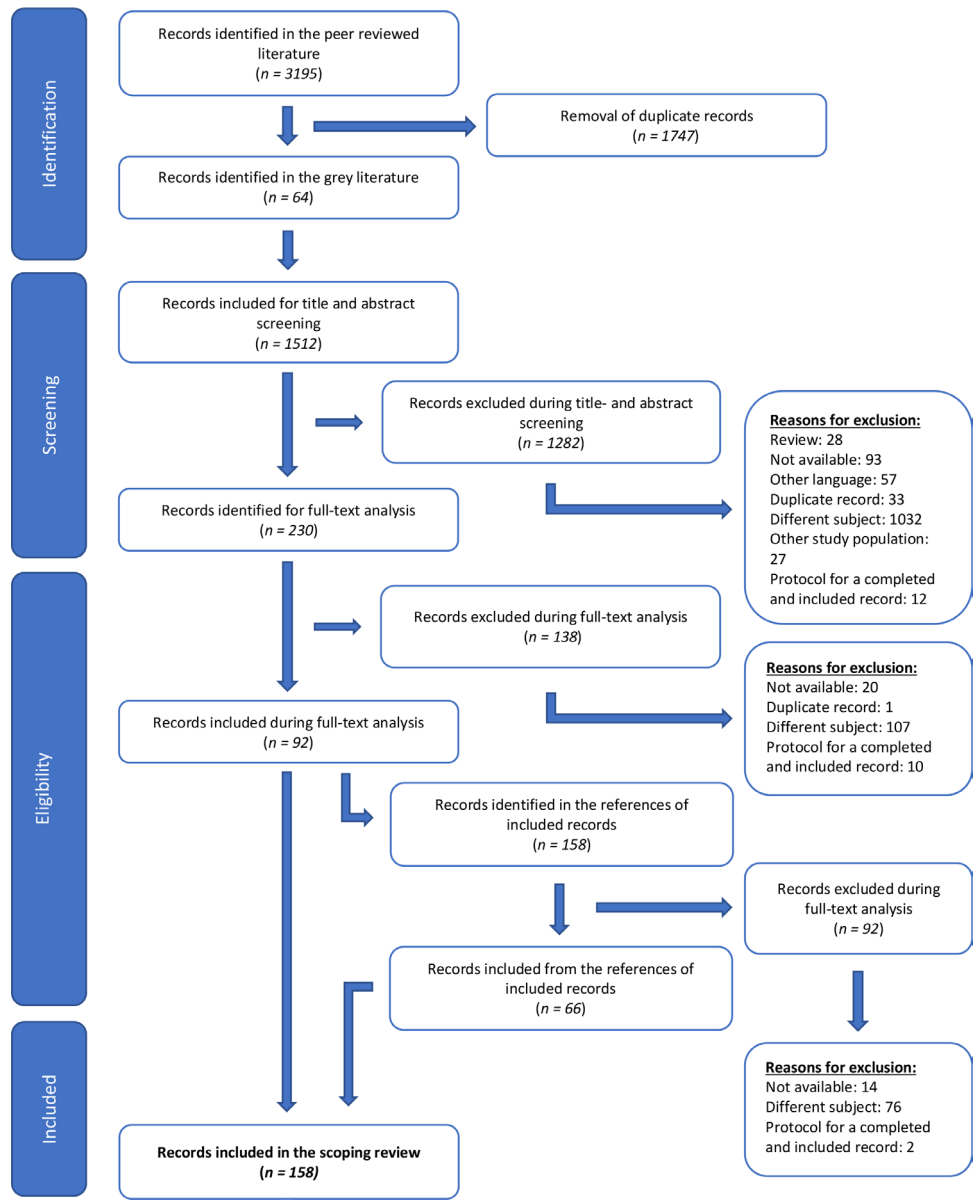 Identification
Records identified in the peer reviewed
literature
(n = 3195)
Removal of duplicate records
(n = 1747)
Records identified in the grey literature
(n = 64)
Screening
Records included for title and abstract
screening
(n = 1512)
Records excluded during title- and abstract
screening
(n = 1282)
Reasons for exclusion:
Review: 28
Not available: 93
Other language: 57
Duplicate record: 33
Different subject: 1032
Other study population:
27
Protocol for a completed
and included record: 12
Records identified for full-text analysis
(n = 230)
Eligibility
Records excluded during full-text analysis
(n = 138)
Reasons for exclusion:
Not available: 20
Duplicate record: 1
Different subject: 107
Protocol for a completed
and included record: 10
Records included during full-text analysis
(n = 92)
Records identified in the references of
included records
(n = 158)
Records excluded during
full-text analysis
(n = 92)
Records included from the references of
included records
(n = 66)
Included
Reasons for exclusion:
Not available: 14
Different subject: 76
Protocol for a completed
and included record: 2
Records included in the scoping review
(n = 158)